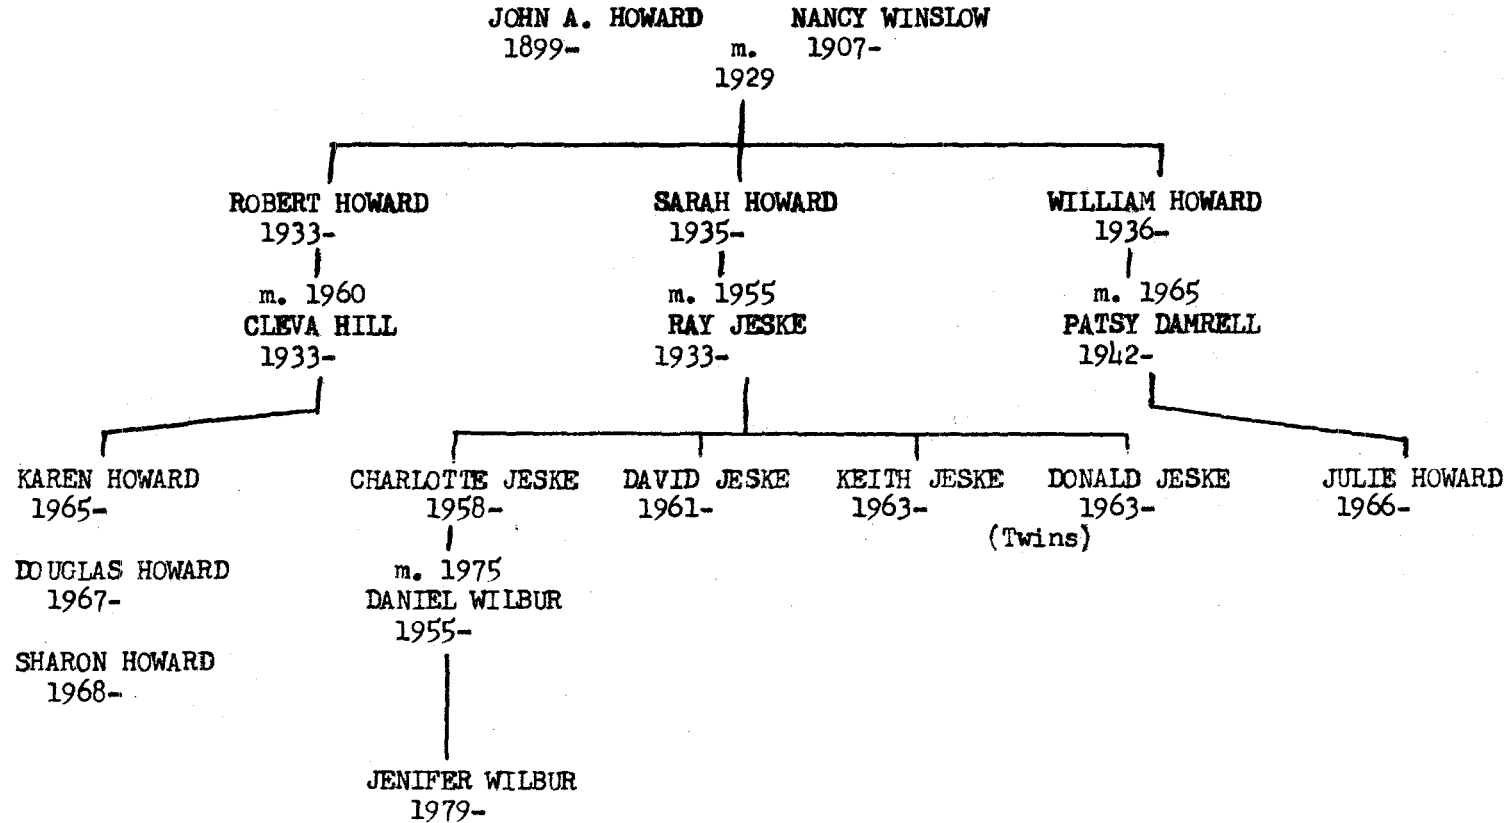 JOHN A. HOWARD NANCY WINSLOW
1899- m. 1907-
1929
ROBERT HOWARD SARAH HOWARD WILLIAM HOWARD
1933- 1935- 1936-
m. 1960 m. 1955 m. 1965
CLEVA HILL RAY JESKE PATSY DAMRELL
1933- 1933- 1942-
KAREN HOWARD CHARLOTTE JESKE DAVID JESKE KEITH JESKE DONALD JESKE JULIE HOWARD
1965- 1958- 1961- 1963- 1963- 1966-
(Twins)
DOUGLAS HOWARD m. 1975
1967- DANIEL WILBUR
1955-
SHARON HOWARD
1968-
JENIFER WILBUR
1979-